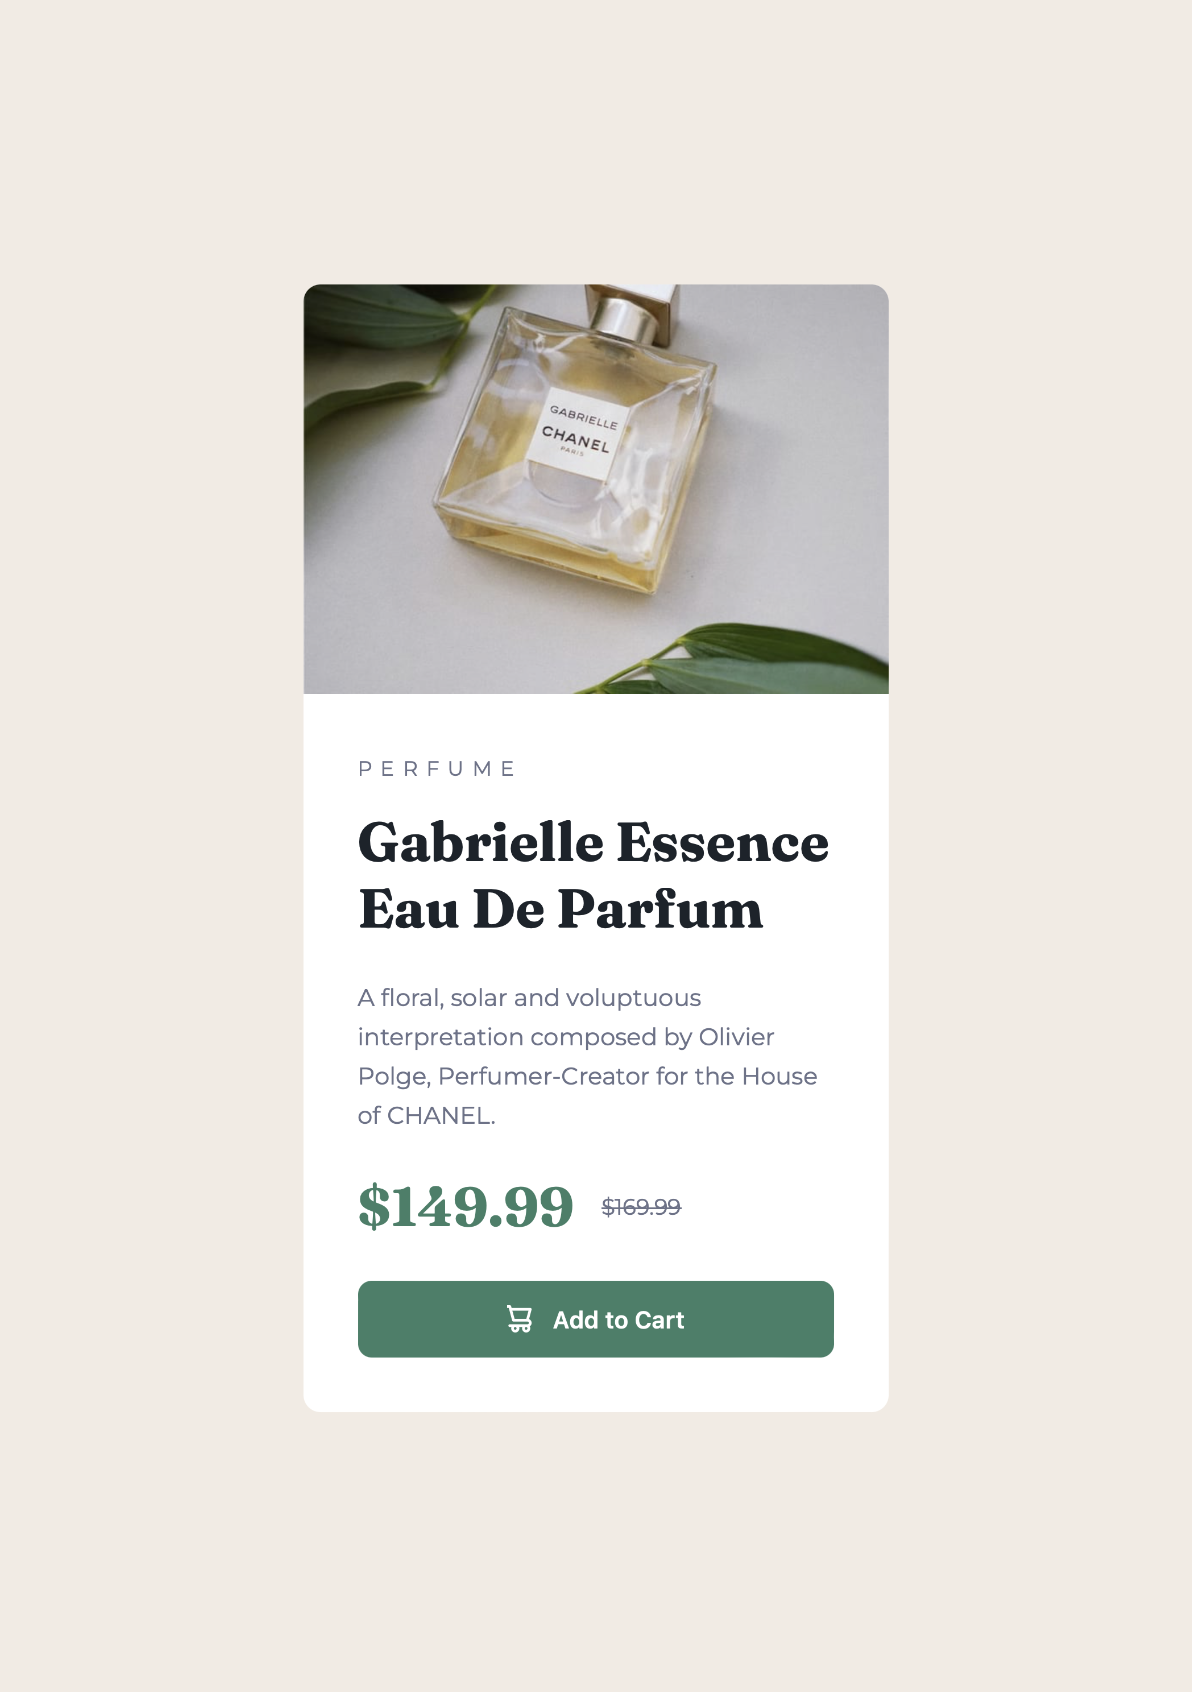 GABRIELLE
CHANEL
PARIS
PERFUME
Gabrielle Essence
Eau De Parfum
A floral, solar and voluptuous
interpretation composed by Olivier
Polge, Perfumer-Creator for the House
of CHANEL.
$149.99 $169.99
Add to Cart